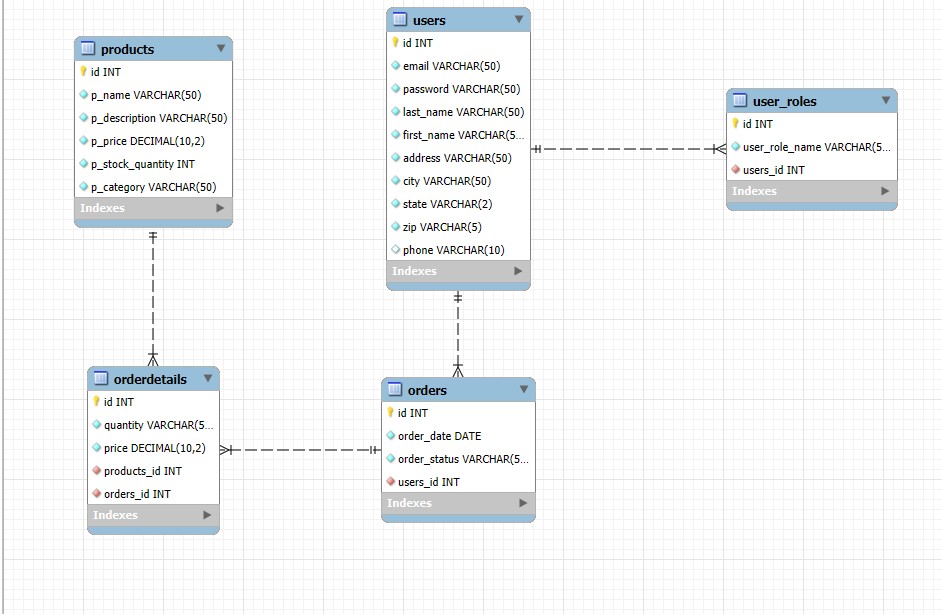 products
id INT
p_name VARCHAR(50)
p_description VARCHAR(50)
p_price DECIMAL(10,2)
p_stock_quantity INT
p_category VARCHAR(50)
Indexes
users
id INT
email VARCHAR(50)
password VARCHAR(50)
last_name VARCHAR(50)
first_name VARCHAR(5...
address VARCHAR(50)
city VARCHAR(50)
state VARCHAR(2)
zip VARCHAR(5)
phone VARCHAR(10)
Indexes
user_roles
id INT
user_role_name VARCHAR(5...
users_id INT
Indexes
orderdetails
id INT
quantity VARCHAR(5...
price DECIMAL(10,2)
products_id INT
orders_id INT
Indexes
orders
id INT
order_date DATE
order_status VARCHAR(5...
users_id INT
Indexes